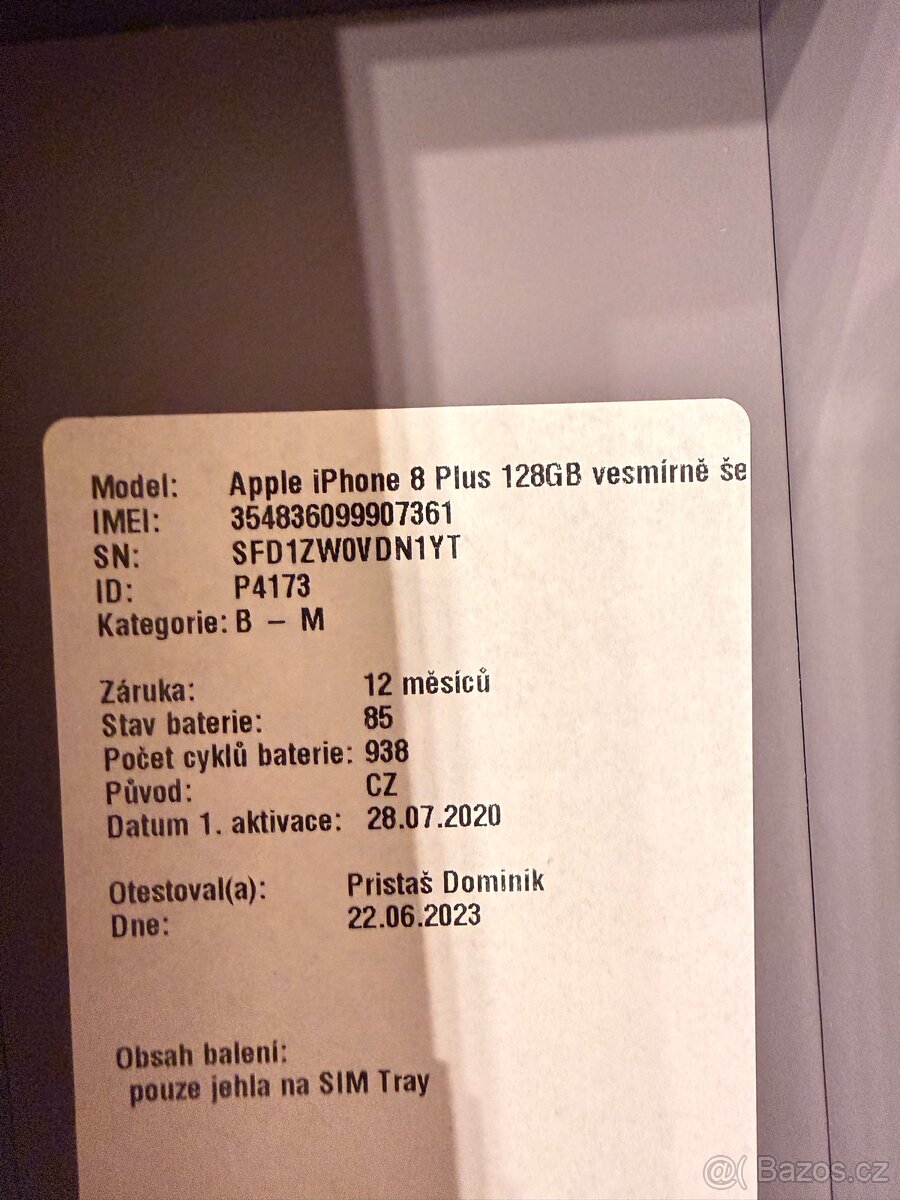 Model: Apple iPhone 8 Plus 128GB vesmírně še
IMEI: 354836099907361
SN: SFD1ZW0VDN1YT
ID: P4173
Kategorie: B – M
Záruka: 12 měsíců
Stav baterie: 85
Počet cyklů baterie: 938
Původ: CZ
Datum 1. aktivace: 28.07.2020
Otestoval(a): Pristaš Dominik
Dne: 22.06.2023
Obsah balení:
pouze jehla na SIM Tray
@( Bazos.cz